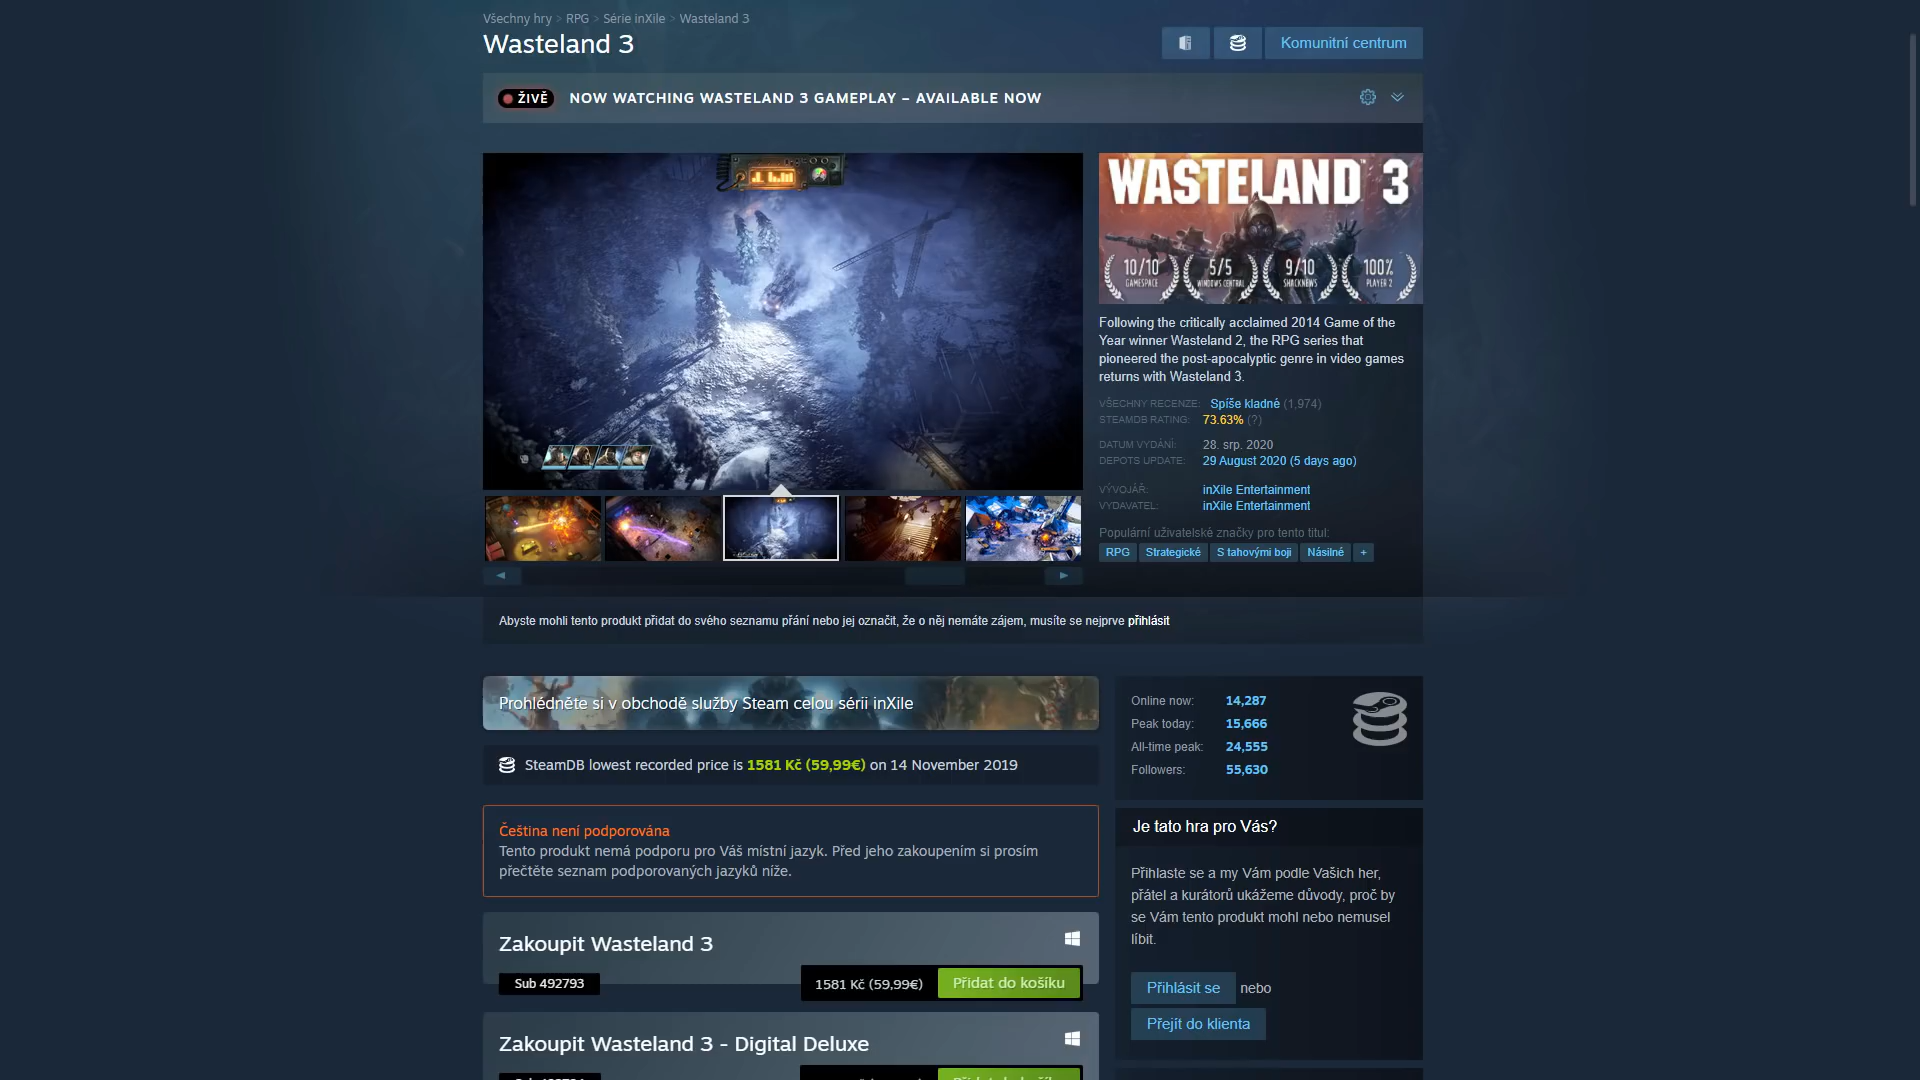 Všechny hry > RPG > Série inXile > Wasteland 3
Wasteland 3
Komunitní centrum
ŽIVĚ
NOW WATCHING WASTELAND 3 GAMEPLAY – AVAILABLE NOW
WASTELAND 3
10/10 GAMESPACE
5/5 WINDOWS CENTRAL
9/10 SHACKNEWS
100% PLAYER 2
Following the critically acclaimed 2014 Game of the
Year winner Wasteland 2, the RPG series that
pioneered the post-apocalyptic genre in video games
returns with Wasteland 3.
VŠECHNY RECENZE: Spíše kladné (1,974)
STEAMDB RATING: 73.63% (?)
DATUM VYDÁNÍ: 28. srp. 2020
DEPOTS UPDATE: 29 August 2020 (5 days ago)
VÝVOJÁŘ: inXile Entertainment
VYDAVATEL: inXile Entertainment
Populární uživatelské značky pro tento titul:
RPG Strategické S tahovými boji Násilné +
Abyste mohli tento produkt přidat do svého seznamu přání nebo jej označit, že o něj nemáte zájem, musíte se nejprve přihlásit
Prohlédněte si v obchodě služby Steam celou sérii inXile
SteamDB lowest recorded price is 1581 Kč (59,99€) on 14 November 2019
Čeština není podporována
Tento produkt nemá podporu pro Váš místní jazyk. Před jeho zakoupením si prosím
přečtěte seznam podporovaných jazyků níže.
Zakoupit Wasteland 3
Sub 492793
1581 Kč (59,99€)
Přidat do košíku
Zakoupit Wasteland 3 - Digital Deluxe
Online now: 14,287
Peak today: 15,666
All-time peak: 24,555
Followers: 55,630
Je tato hra pro Vás?
Přihlaste se a my Vám podle Vašich her,
přátel a kurátorů ukážeme důvody, proč by
se Vám tento produkt mohl nebo nemusel
líbit.
Přihlásit se nebo
Přejít do klienta